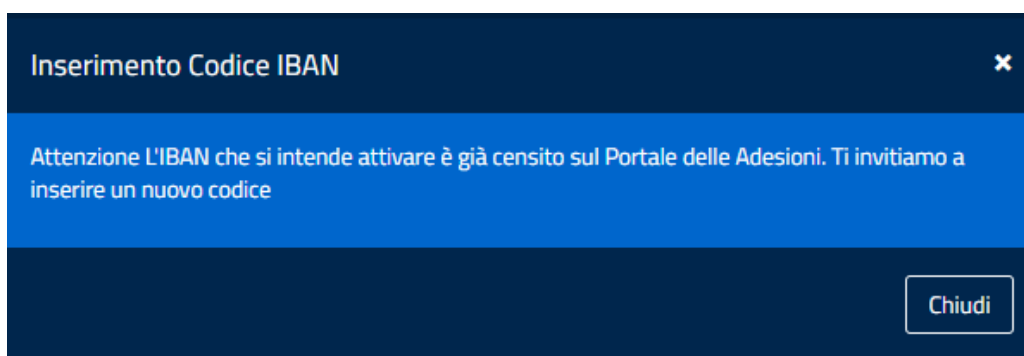 Inserimento Codice IBAN
Attenzione L'IBAN che si intende attivare è già censito sul Portale delle Adesioni. Ti invitiamo a
inserire un nuovo codice
Chiudi